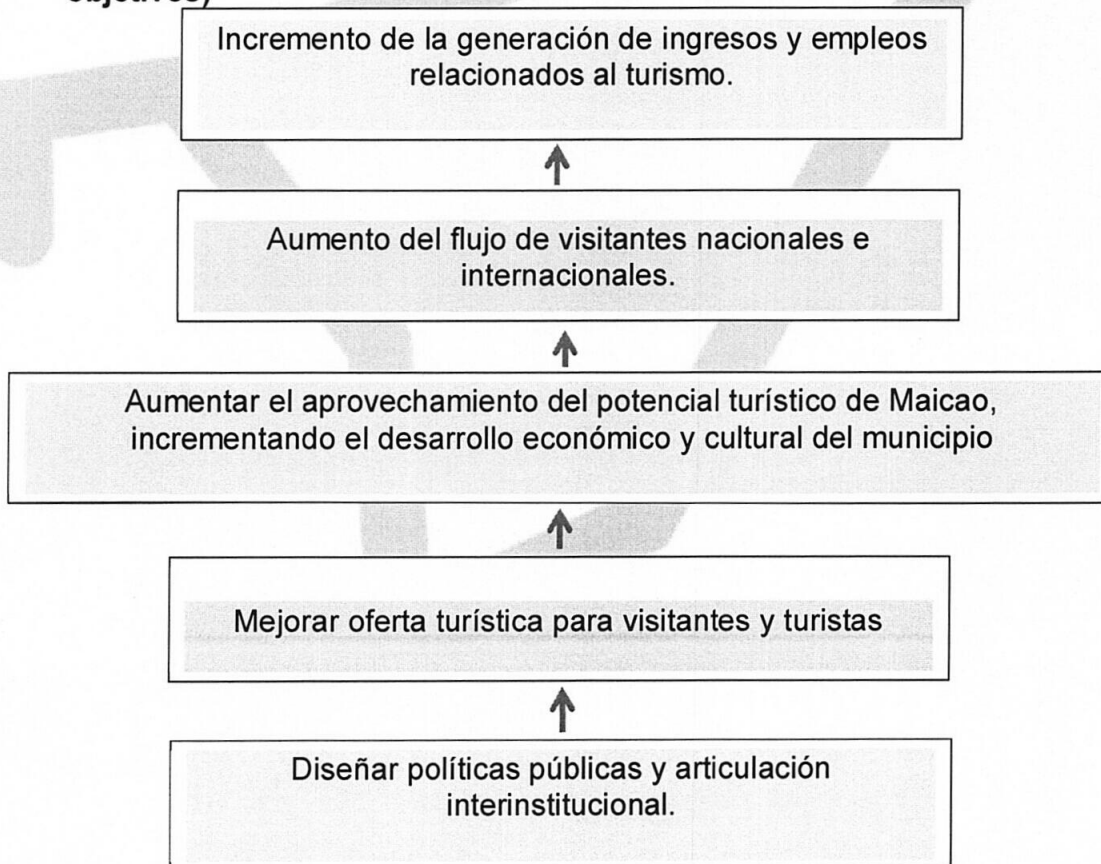 objetivos)
Incremento de la generación de ingresos y empleos
relacionados al turismo.
Aumento del flujo de visitantes nacionales e
internacionales.
Aumentar el aprovechamiento del potencial turístico de Maicao,
incrementando el desarrollo económico y cultural del municipio
Mejorar oferta turística para visitantes y turistas
Diseñar políticas públicas y articulación
interinstitucional.